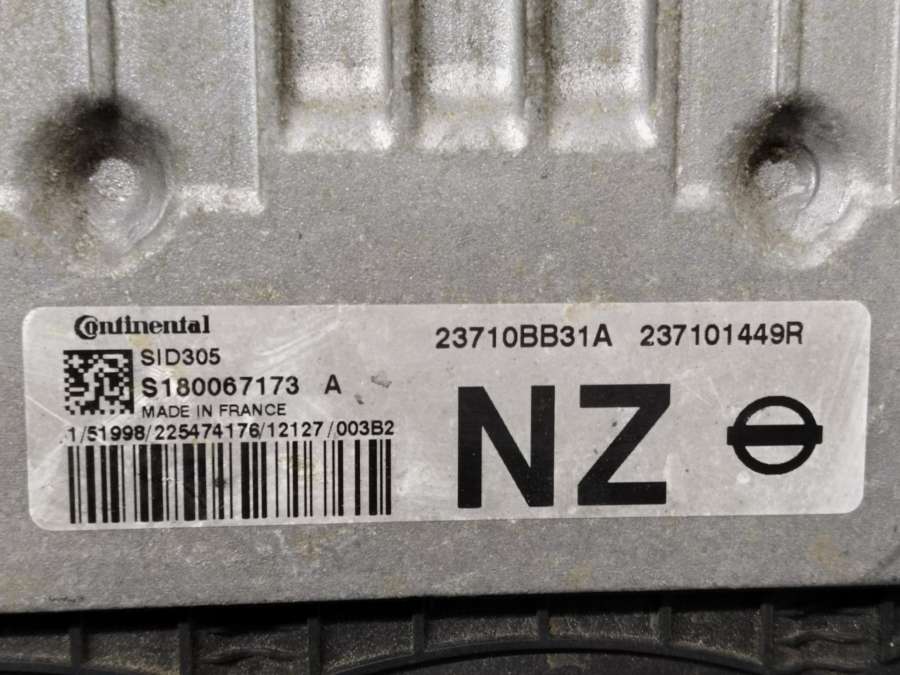 Continental
SID305
S180067173 A
MADE IN FRANCE
1/51998/225474176/12127/003B2
23710BB31A 237101449R
NZ